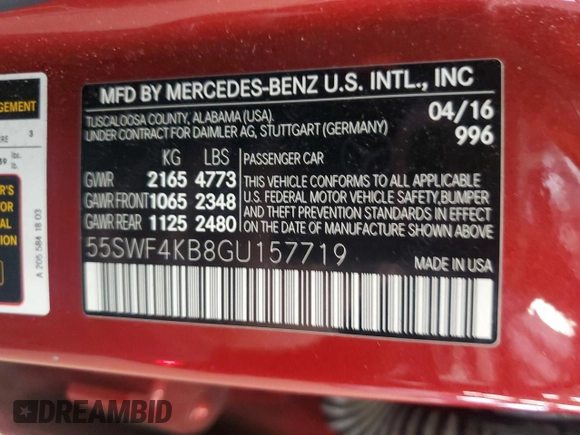 MFD BY MERCEDES-BENZ U.S. INTL., INC
TUSCALOOSA COUNTY, ALABAMA (USA).
UNDER CONTRACT FOR DAIMLER AG, STUTTGART (GERMANY)
04/16
996
KG LBS
GVWR 2165 4773
GAWR FRONT 1065 2348
GAWR REAR 1125 2480
PASSENGER CAR
THIS VEHICLE CONFORMS TO ALL APPLICABLE
U.S. FEDERAL MOTOR VEHICLE SAFETY, BUMPER
AND THEFT PREVENTION STANDARDS IN EFFECT
ON THE DATE OF MANUFACTURE SHOWN ABOVE.
55SWF4KB8GU157719
MADE IN USA
3
lbs.
A 205 584 18 03
DREAMBID